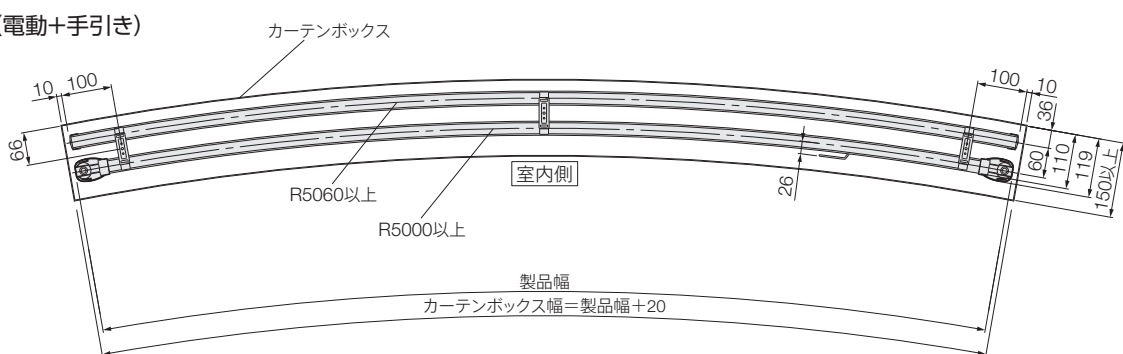 (電動+手引き)
カーテンボックス
10
100
100
10
36
66
60
110
119
150以上
室内側
26
R5060以上
R5000以上
製品幅
カーテンボックス幅=製品幅+20